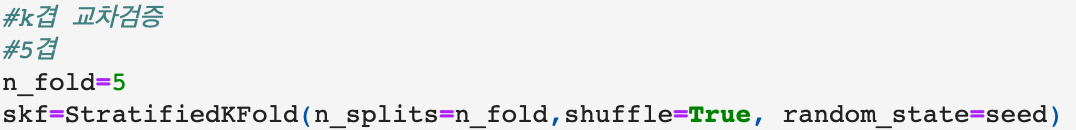 #k겹 교차검증
#5겹
n_fold=5
skf=StratifiedKFold(n_splits=n_fold,shuffle=True, random_state=seed)